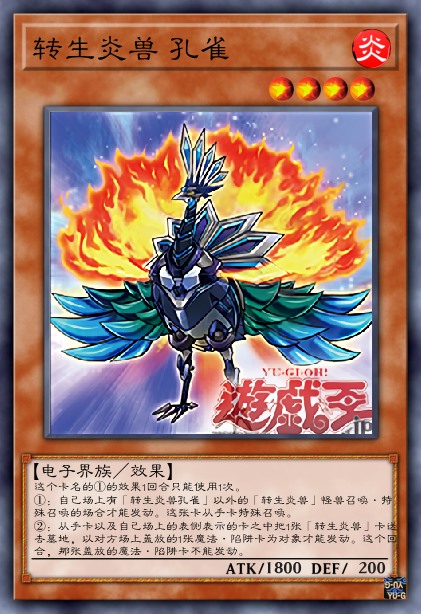 转生炎兽 孔雀
炎
YU-GI-OH!
遊戯王
.jp
【电子界族／效果】
这个卡名的①的效果1回合只能使用1次。
①：自己场上有「转生炎兽孔雀」以外的「转生炎兽」怪兽召唤·特
殊召唤的场合才能发动。这张卡从手卡特殊召唤。
②：从手卡以及自己场上的表侧表示的卡之中把1张「转生炎兽」卡送
去墓地，以对方场上盖放的1张魔法·陷阱卡为对象才能发动。这个回
合，那张盖放的魔法·陷阱卡不能发动。
ATK/1800 DEF/ 200
YU-G
YU-G